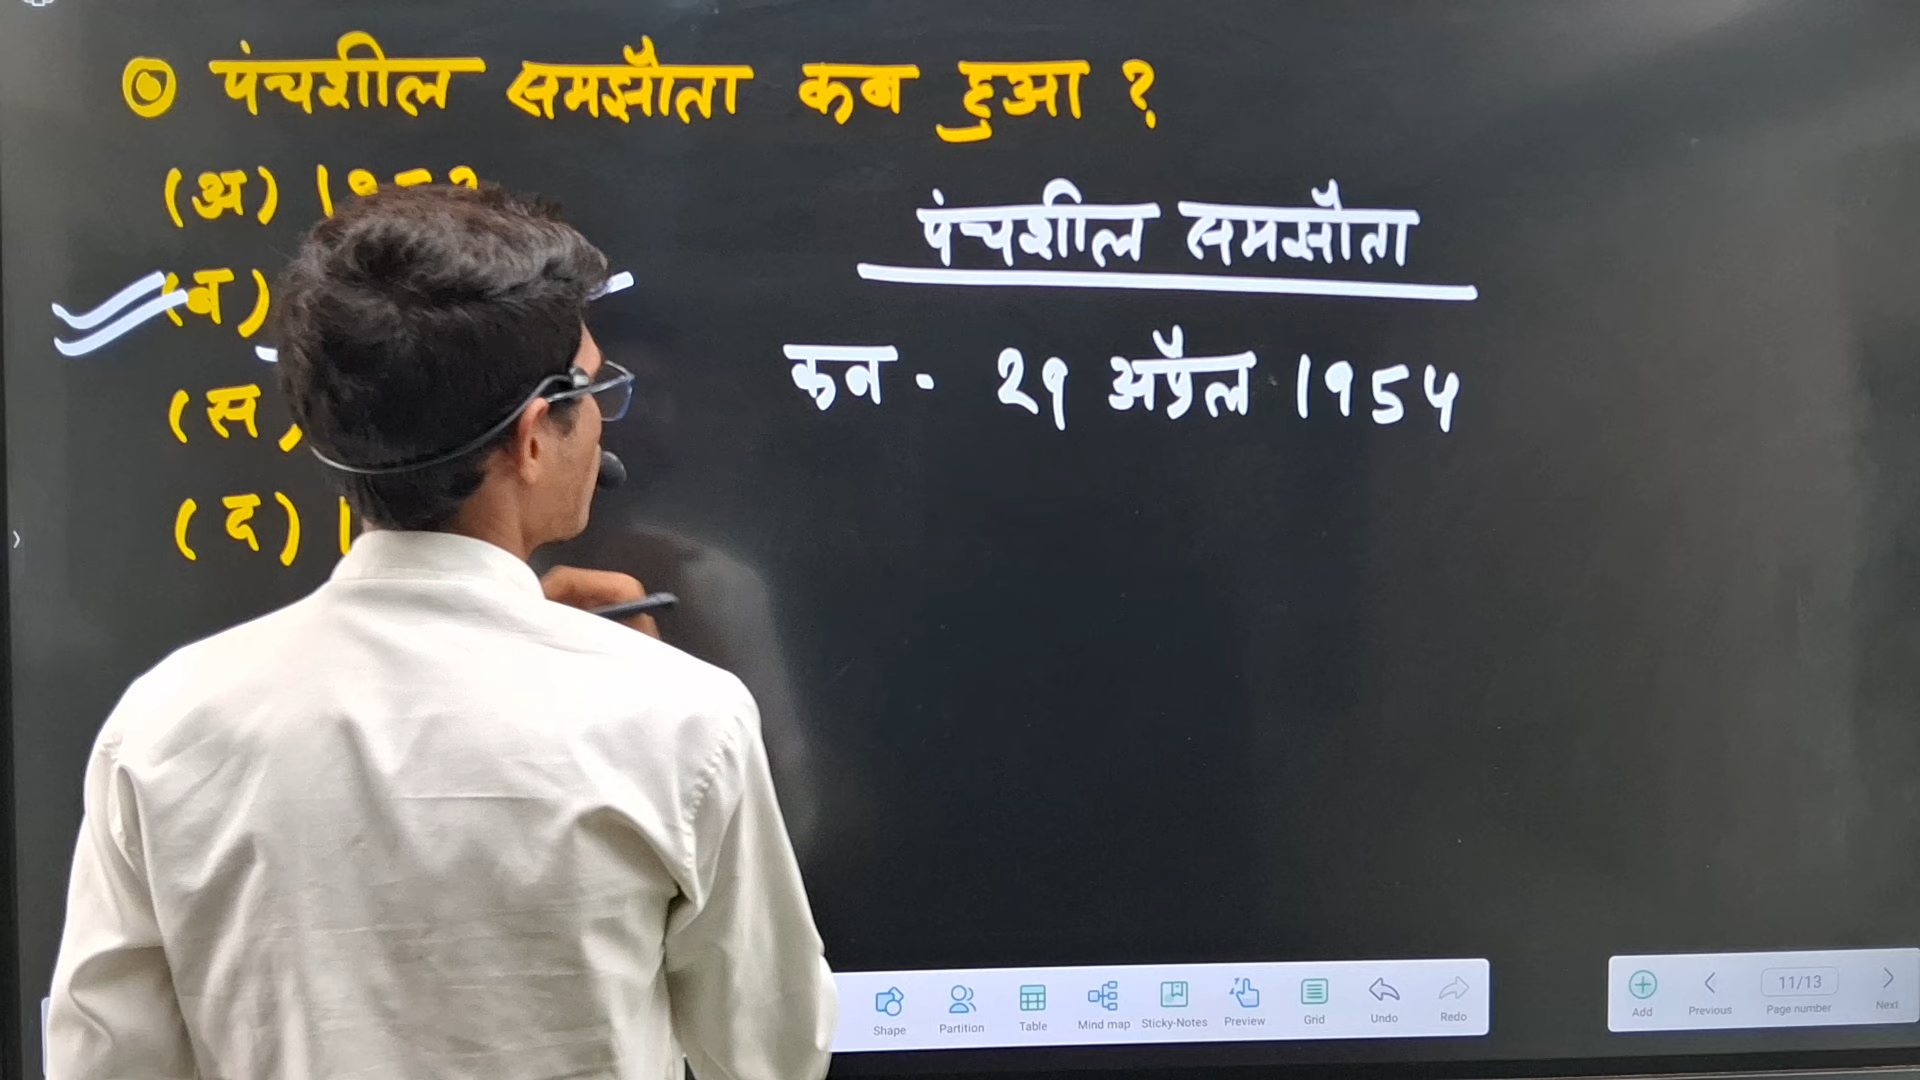 पंचशील समझौता कब हुआ ?
(अ)
(ब)
(स)
(द) 1
पंचशील समझौता
कब - 29 अप्रैल 1954
Shape
Partition
Table
Mind map
Sticky-Notes
Preview
Grid
Undo
Redo
Add
Previous
11/13
Page number
Next